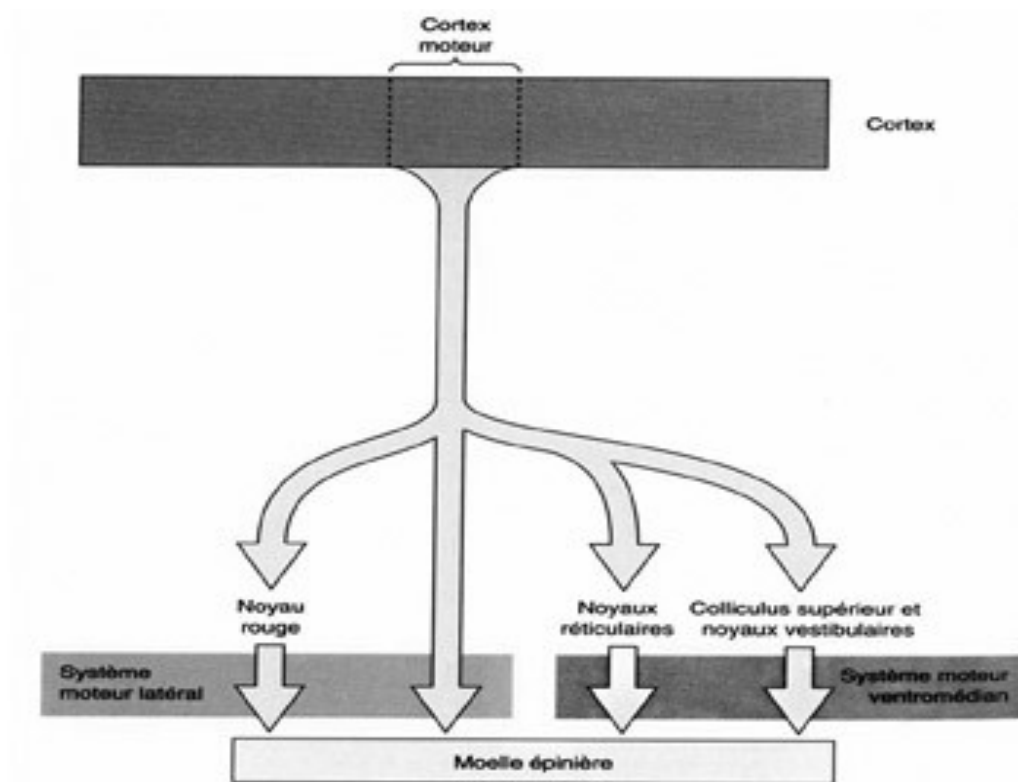 Cortex
moteur
Cortex
Noyau
rouge
Noyaux
réticulaires
Colliculus supérieur et
noyaux vestibulaires
Système
moteur latéral
Système moteur
ventromédian
Moelle épinière